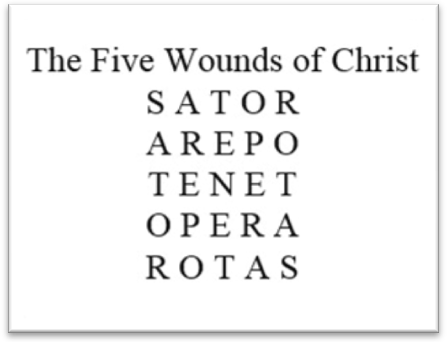 The Five Wounds of Christ
S A T O R
A R E P O
T E N E T
O P E R A
R O T A S